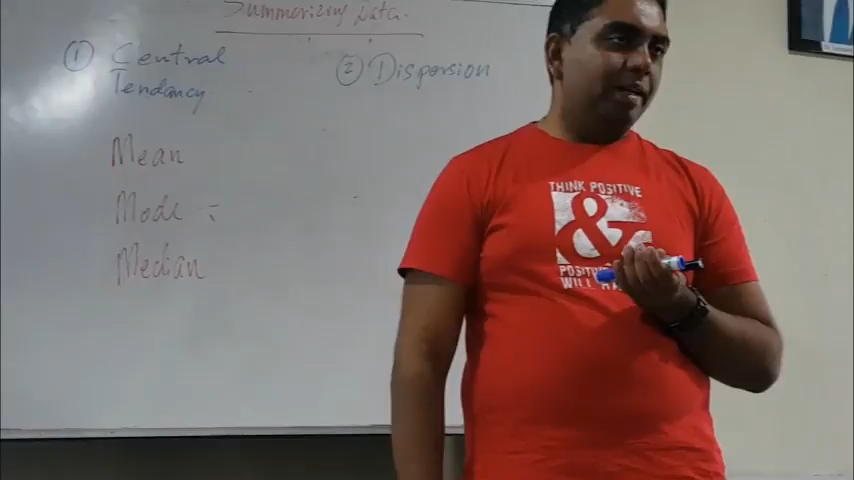 Summerizing Data.
① Central
Tendancy
② Dispersion
Mean
Mode :
Median
THINK POSITIVE
&
POSITIVE
WILL